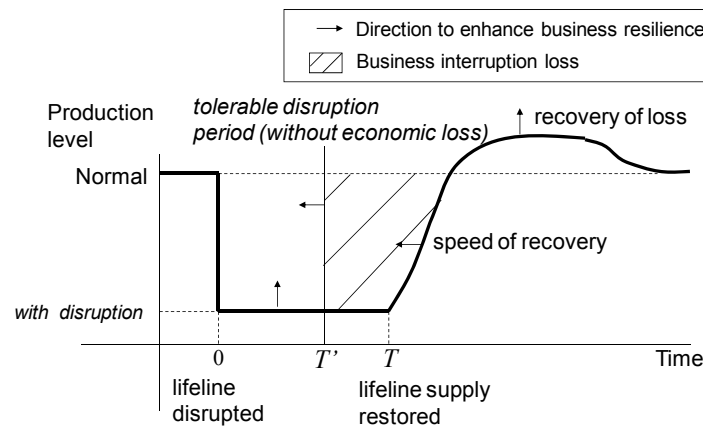 Direction to enhance business resilience
Business interruption loss
Production
level
tolerable disruption
period (without economic loss)
recovery of loss
Normal
speed of recovery
with disruption
0
T’
T
Time
lifeline
disrupted
lifeline supply
restored